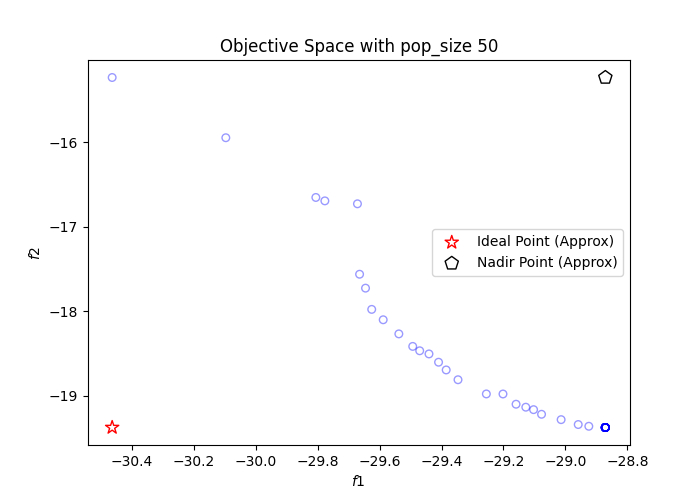 Objective Space with pop_size 50
f2
−16
−17
−18
−19
Ideal Point (Approx)
Nadir Point (Approx)
−30.4 −30.2 −30.0 −29.8 −29.6 −29.4 −29.2 −29.0 −28.8
f1